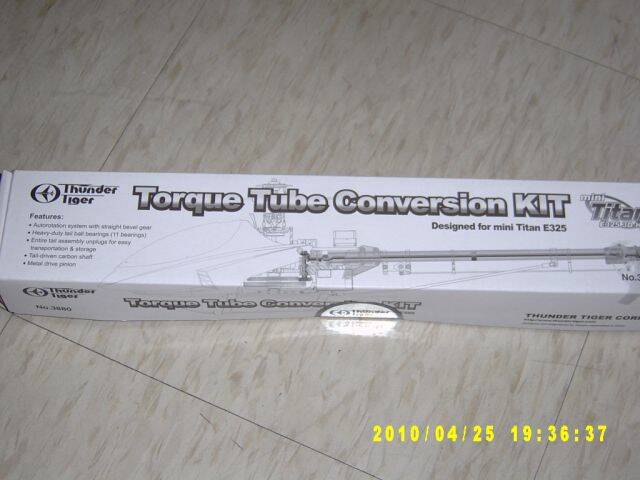 Thunder Tiger
Torque Tube Conversion KIT
Designed for mini Titan E325
mini
Titan
E325
Features:
• Autorotation system with straight bevel gear
• Heavy-duty tail ball bearings (11 bearings)
• Entire tail assembly unplugs for easy
transportation & storage
• Tail-driven carbon shaft
• Metal drive pinion
Thunder Tiger
No.3880
Torque Tube Conversion KIT
THUNDER TIGER
2010/04/25 19:36:37